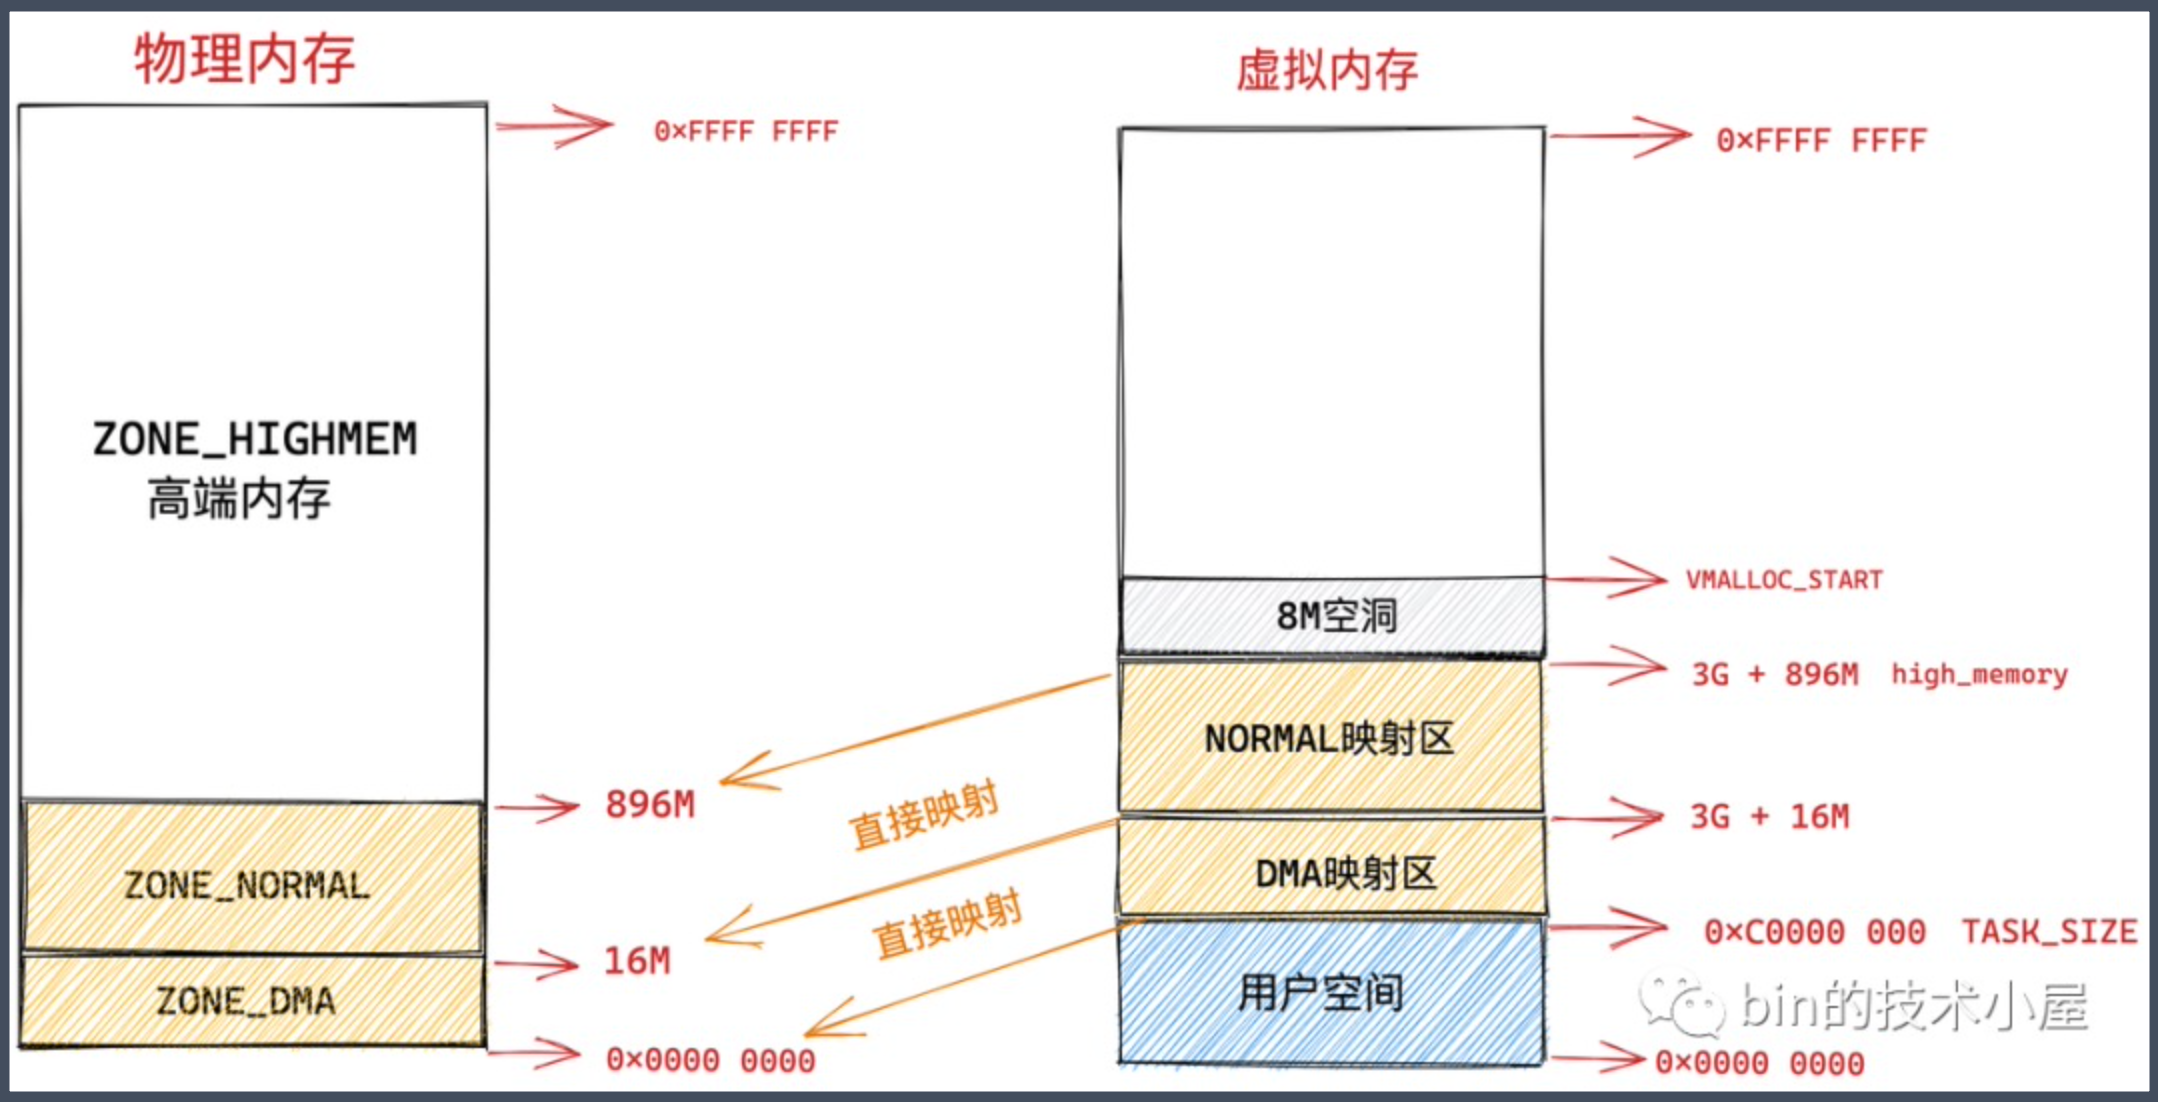 物理内存
虚拟内存
0×FFFF FFFF
0×FFFF FFFF
ZONE_HIGHMEM
高端内存
VMALLOC_START
8M空洞
3G + 896M high_memory
NORMAL映射区
896M
直接映射
3G + 16M
ZONE_NORMAL
DMA映射区
直接映射
0×C0000 000 TASK_SIZE
16M
ZONE_DMA
用户空间
bin的技术小屋
0×0000 0000
0×0000 0000